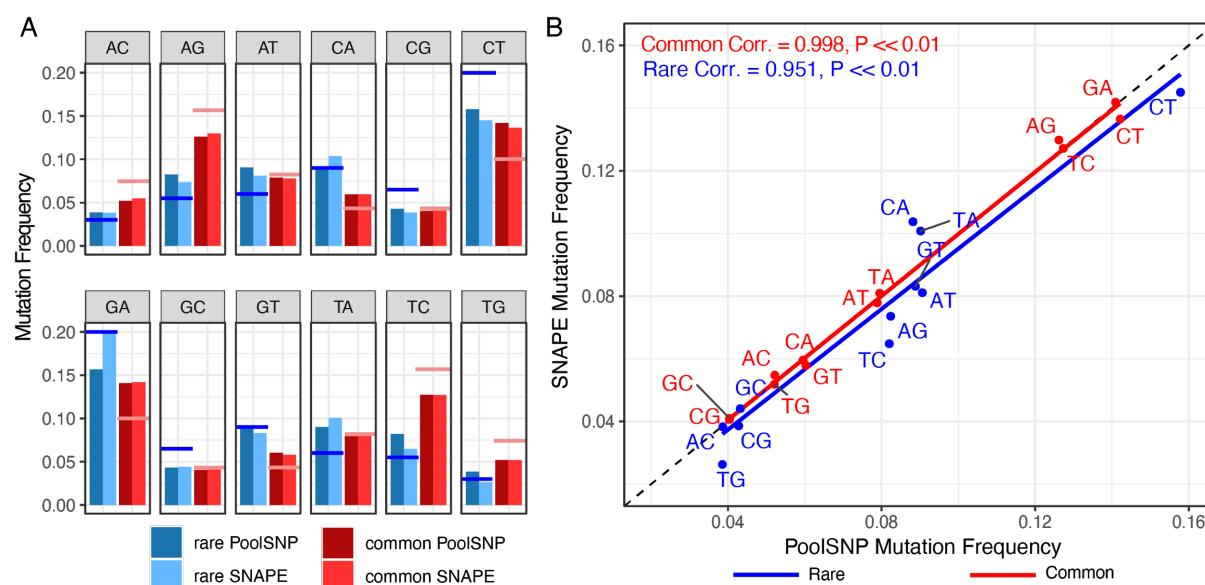 A
AC AG AT CA CG CT
0.20
0.15
0.10
0.05
0.00
GA GC GT TA TC TG
0.20
0.15
0.10
0.05
0.00
Mutation Frequency
rare PoolSNP common PoolSNP
rare SNAPE common SNAPE
B
Common Corr. = 0.998, P << 0.01
Rare Corr. = 0.951, P << 0.01
SNAPE Mutation Frequency
0.16
0.12
0.08
0.04
GA
CT
AG
CT
TC
CA
TA
GT
TA
AT
AT
AG
CA
TC
AC
GT
GC
GC
TG
CG
AC
CG
TG
0.04 0.08 0.12 0.16
PoolSNP Mutation Frequency
Rare Common